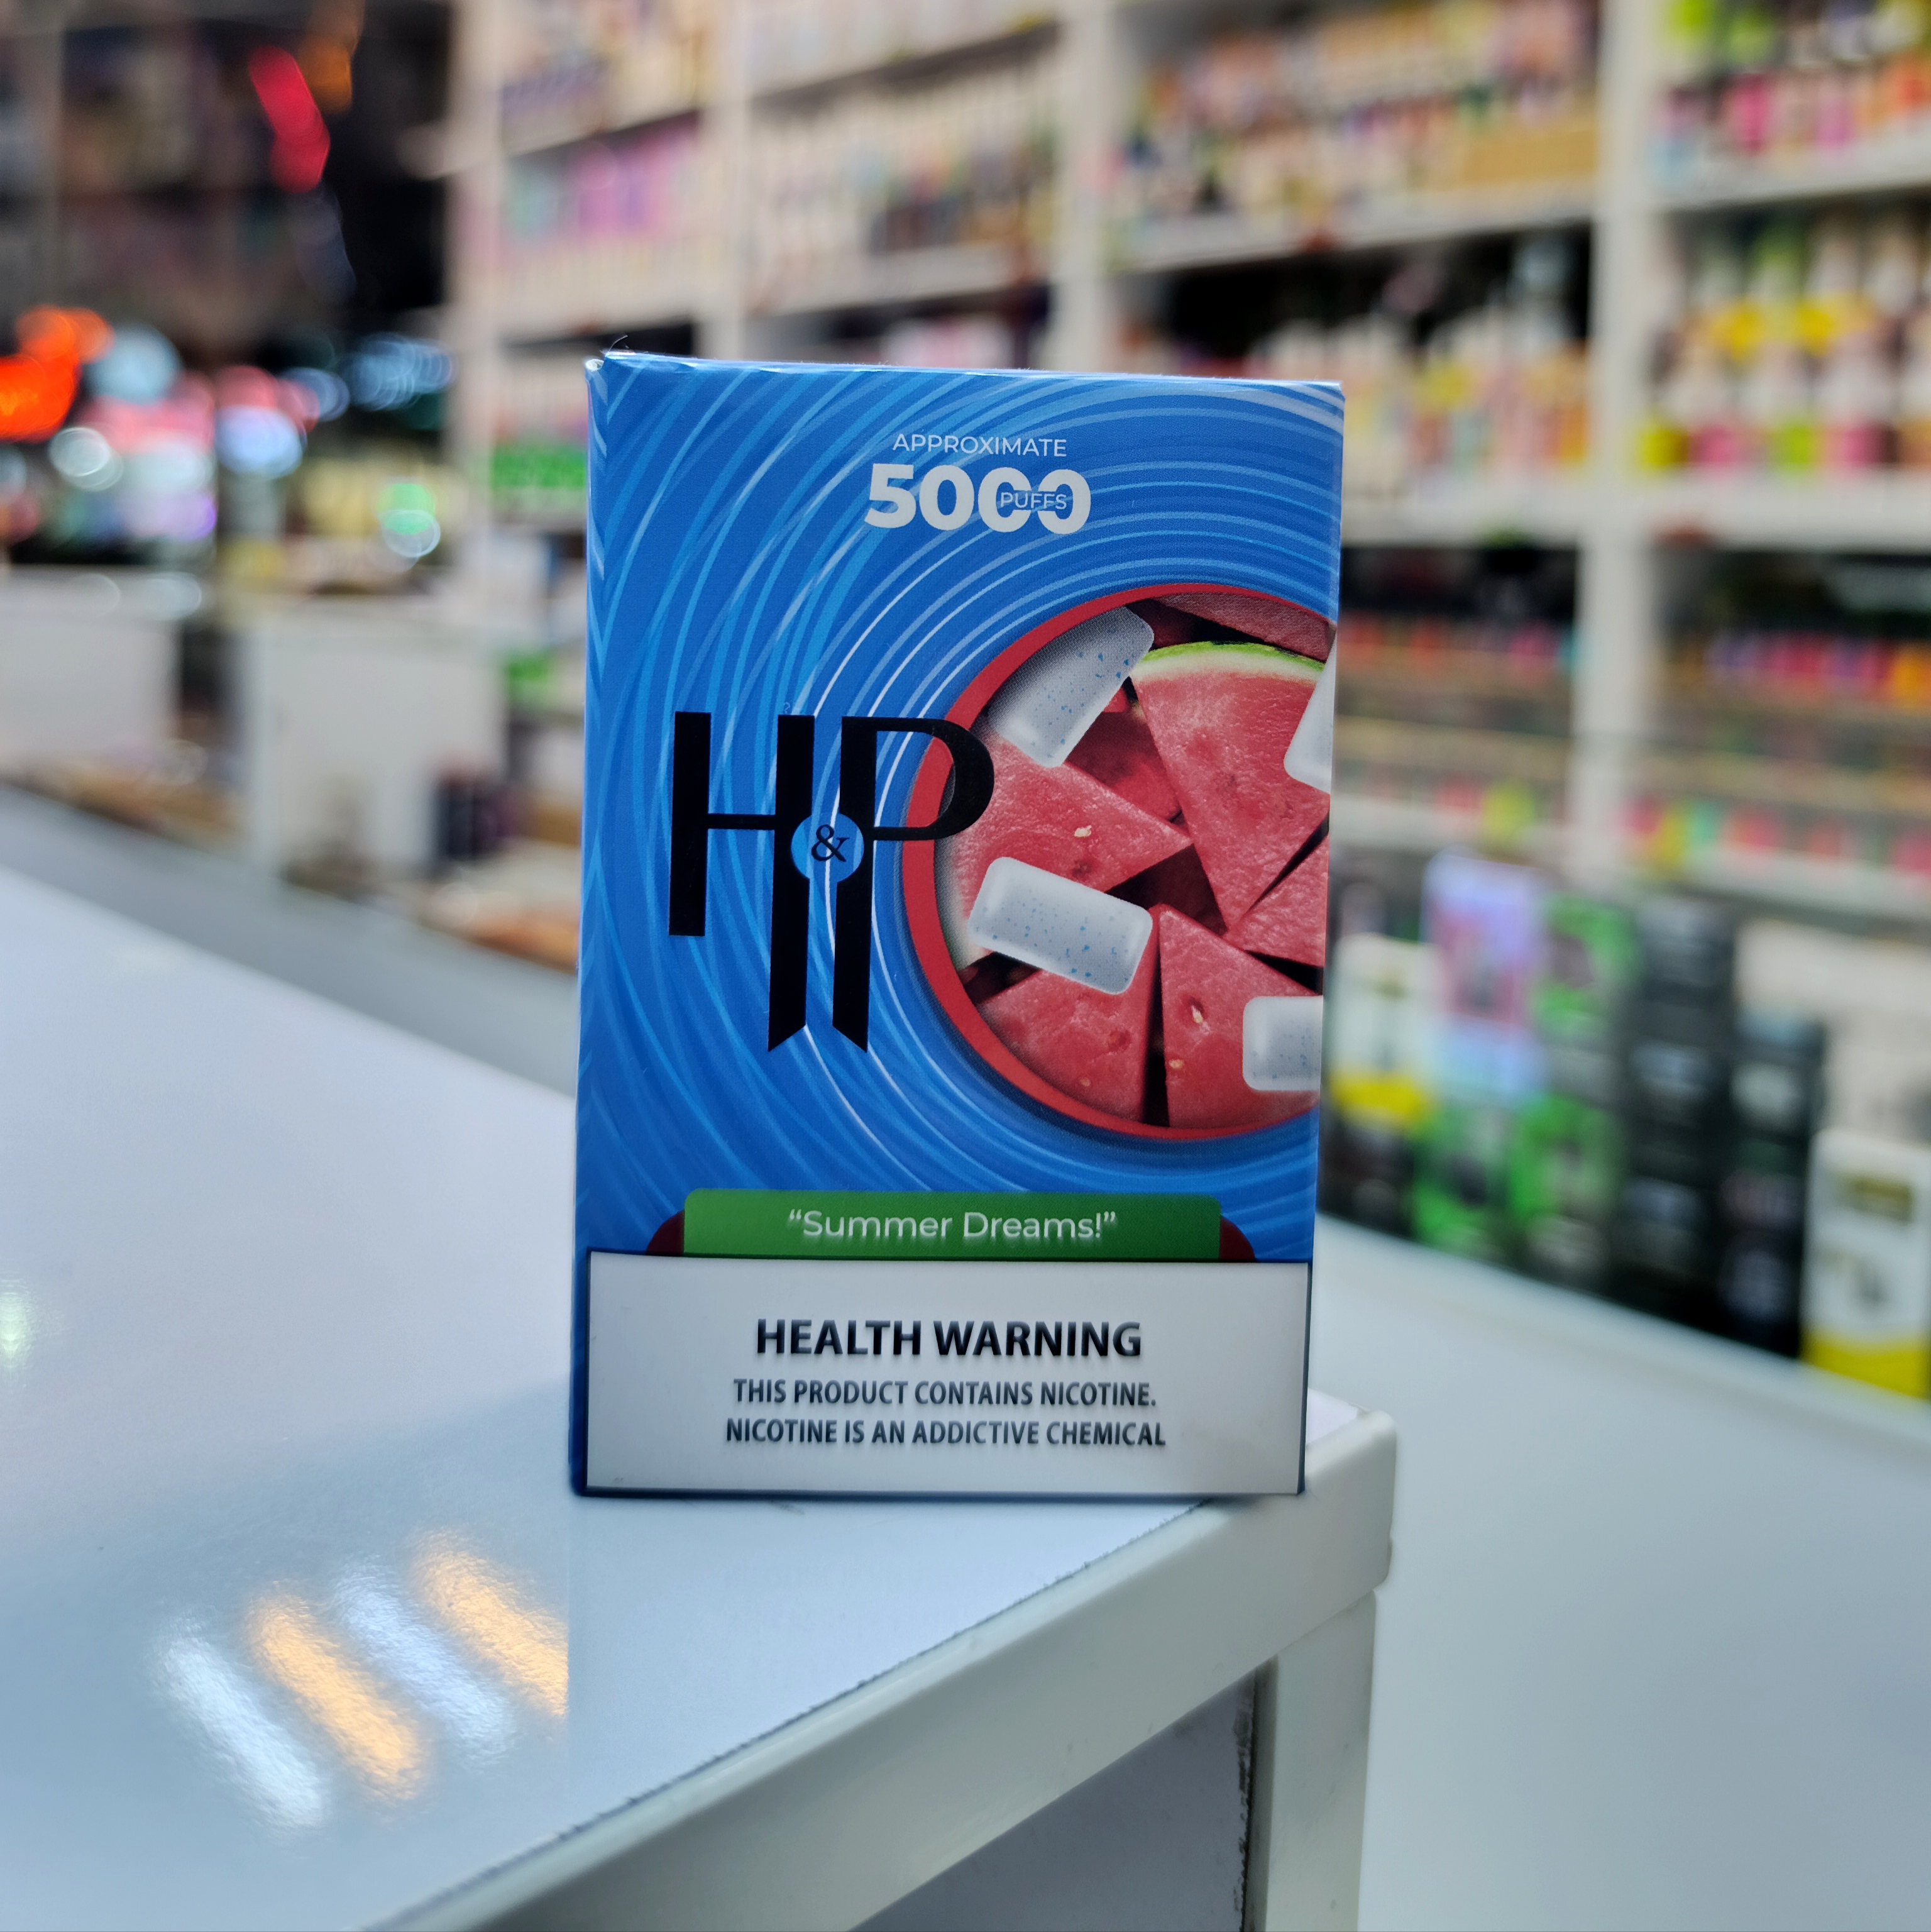 APPROXIMATE
5000
PUFFS
H&P
“Summer Dreams!”
HEALTH WARNING
THIS PRODUCT CONTAINS NICOTINE.
NICOTINE IS AN ADDICTIVE CHEMICAL